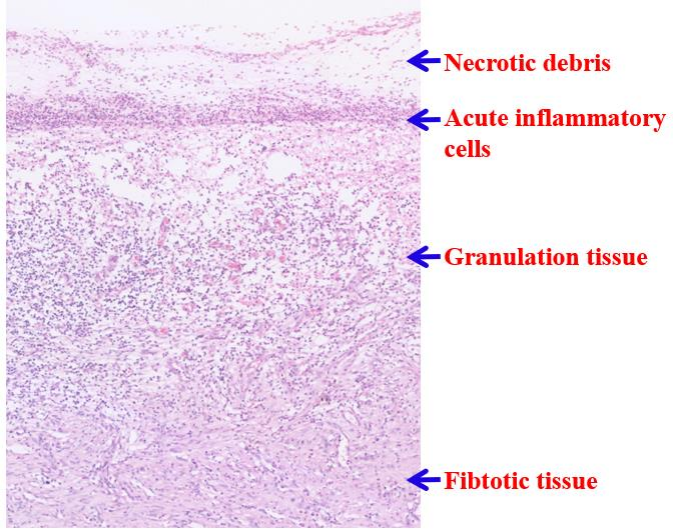 Necrotic debris
Acute inflammatory
cells
Granulation tissue
Fibtotic tissue